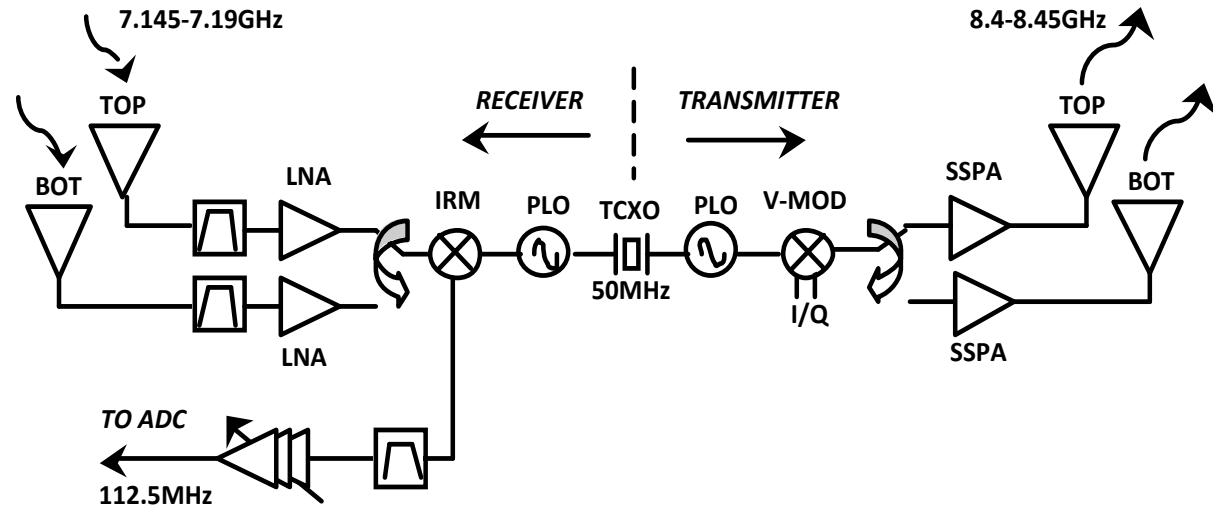 7.145-7.19GHz
8.4-8.45GHz
TOP
RECEIVER
TRANSMITTER
TOP
BOT
LNA
IRM
PLO
TCXO
PLO
V-MOD
SSPA
BOT
50MHz
I/Q
LNA
SSPA
TO ADC
112.5MHz